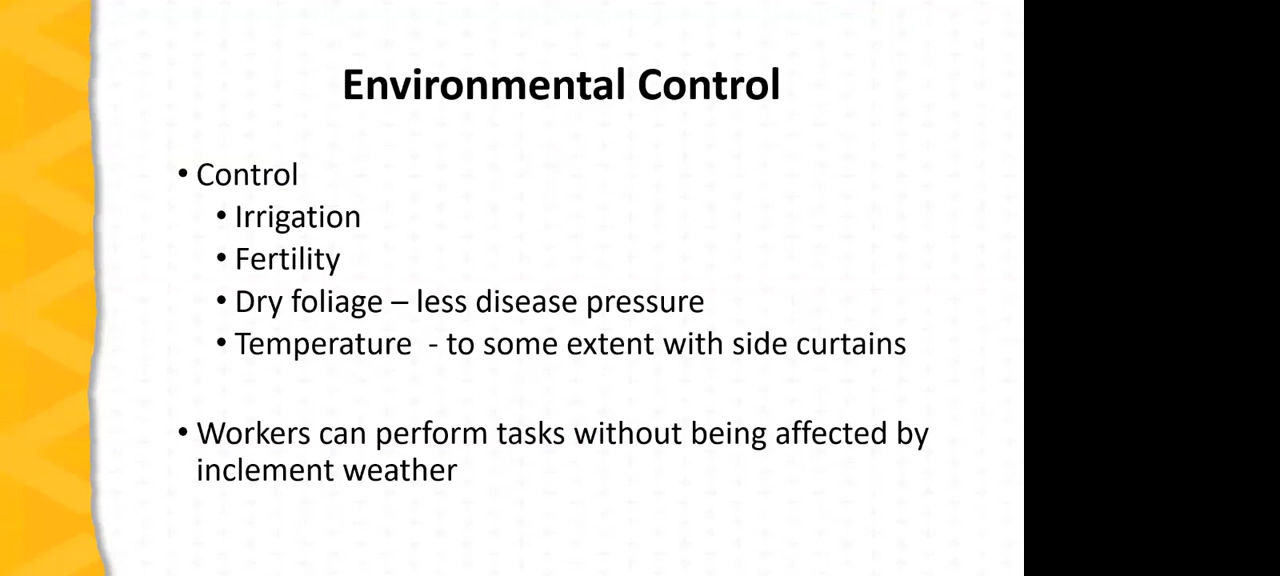 Environmental Control
• Control
• Irrigation
• Fertility
• Dry foliage – less disease pressure
• Temperature  - to some extent with side curtains
• Workers can perform tasks without being affected by
inclement weather